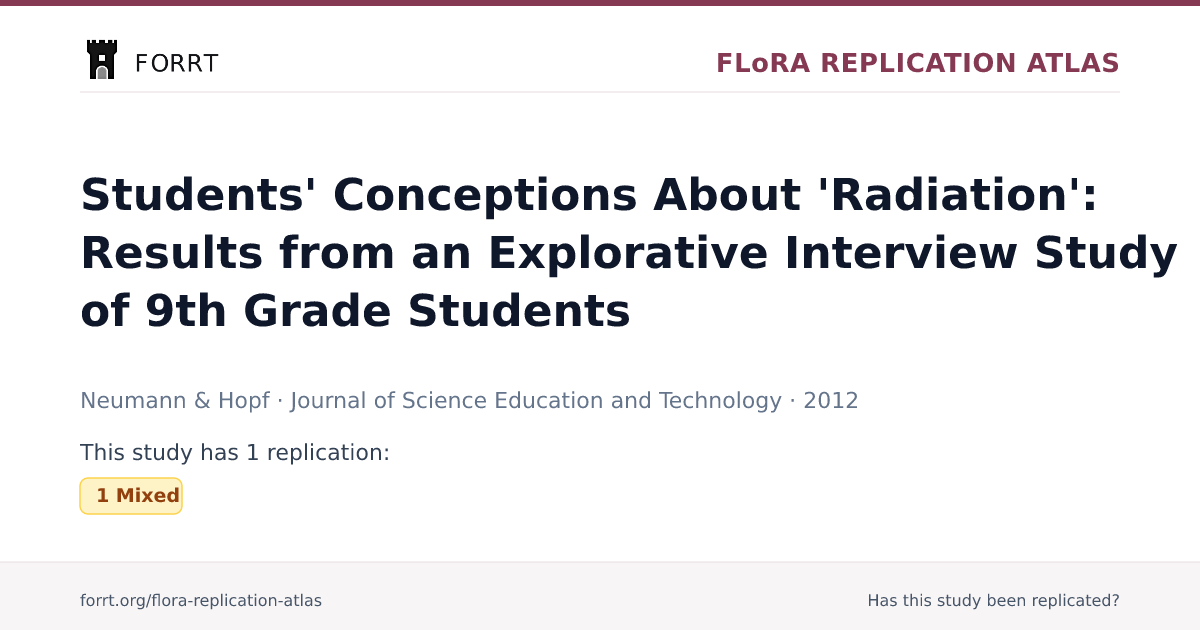 FORRT
FLoRA REPLICATION ATLAS
Students' Conceptions About 'Radiation':
Results from an Explorative Interview Study
of 9th Grade Students
Neumann & Hopf · Journal of Science Education and Technology · 2012
This study has 1 replication:
1 Mixed
forrt.org/flora-replication-atlas
Has this study been replicated?